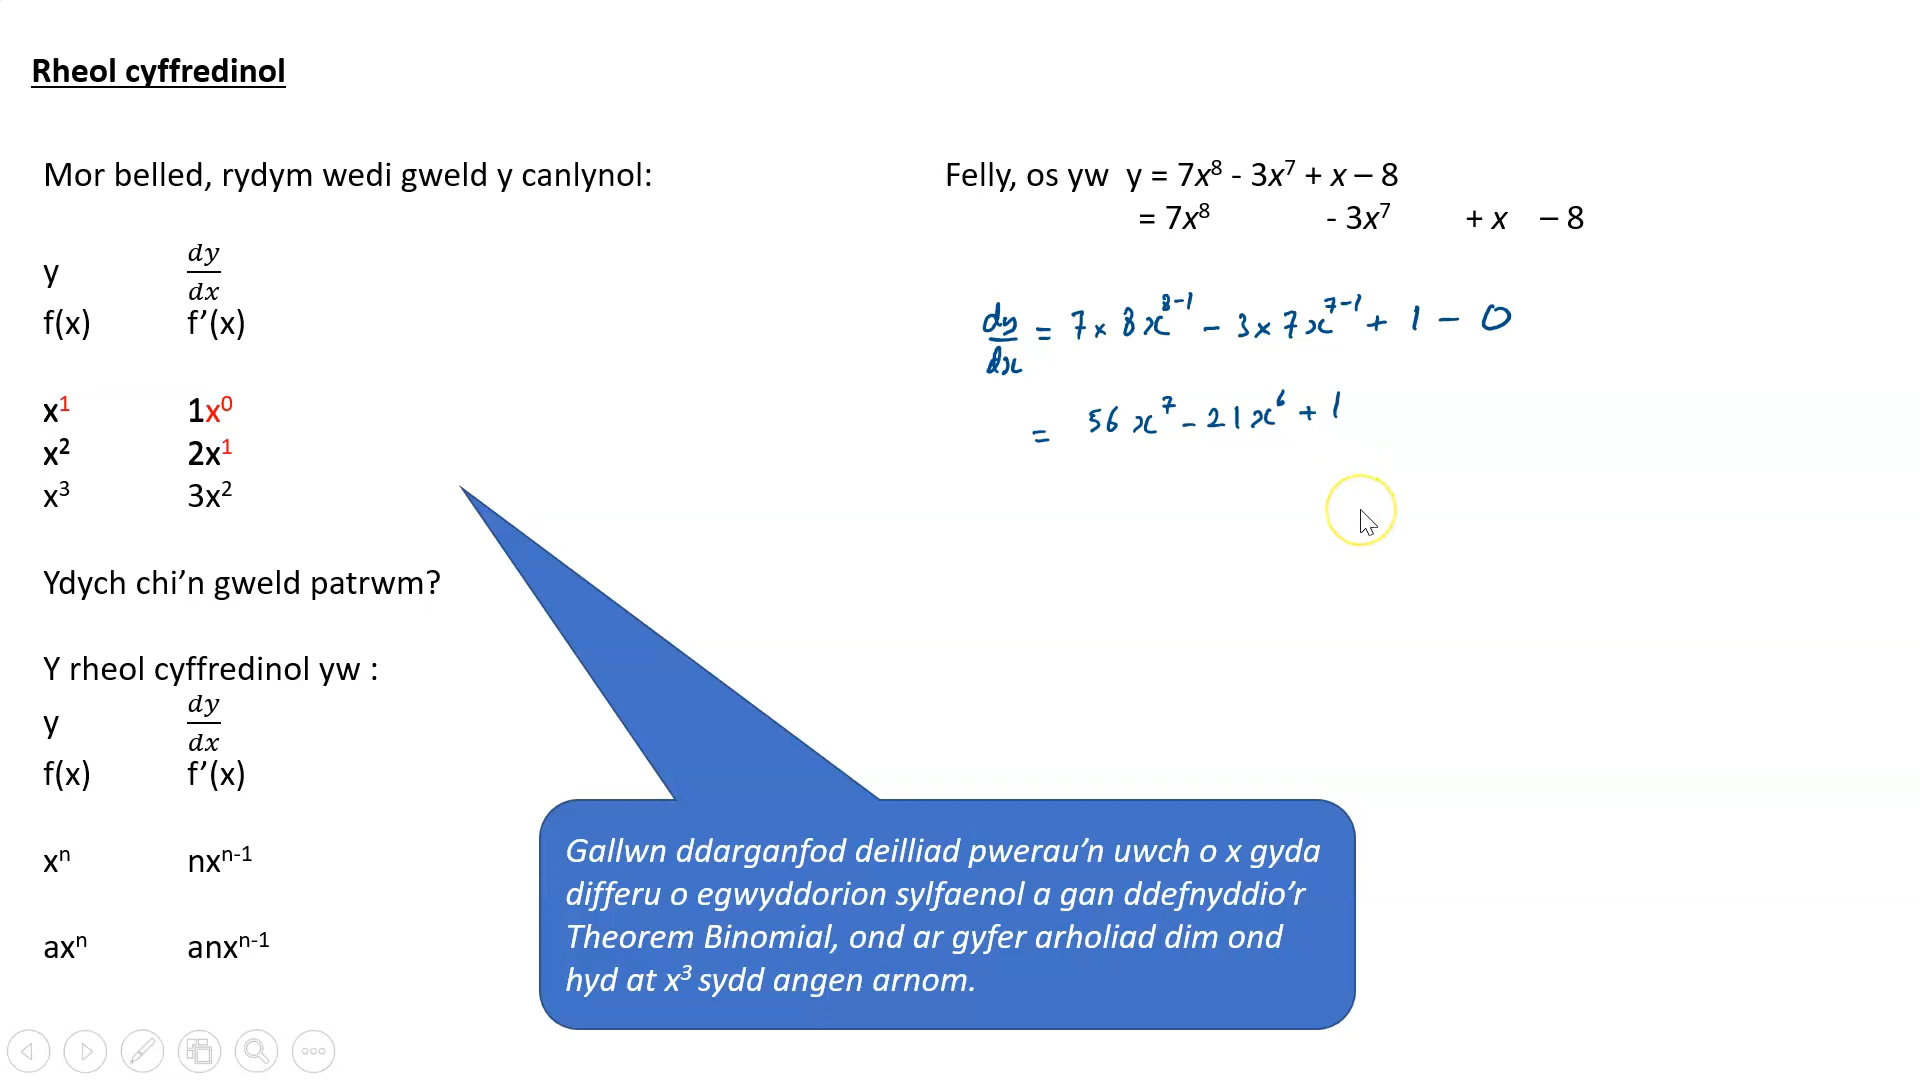 Rheol cyffredinol
Mor belled, rydym wedi gweld y canlynol:
y dy/dx
f(x) f’(x)
x¹ 1x⁰
x² 2x¹
x³ 3x²
Ydych chi’n gweld patrwm?
Y rheol cyffredinol yw :
y dy/dx
f(x) f’(x)
xⁿ nxⁿ⁻¹
axⁿ anxⁿ⁻¹
Felly, os yw y = 7x⁸ - 3x⁷ + x – 8
= 7x⁸ - 3x⁷ + x – 8
dy/dx = 7 × 8x⁸⁻¹ – 3 × 7x⁷⁻¹ + 1 – 0
= 56x⁷ – 21x⁶ + 1
Gallwn ddarganfod deilliad pwerau’n uwch o x gyda
differu o egwyddorion sylfaenol a gan ddefnyddio’r
Theorem Binomial, ond ar gyfer arholiad dim ond
hyd at x³ sydd angen arnom.